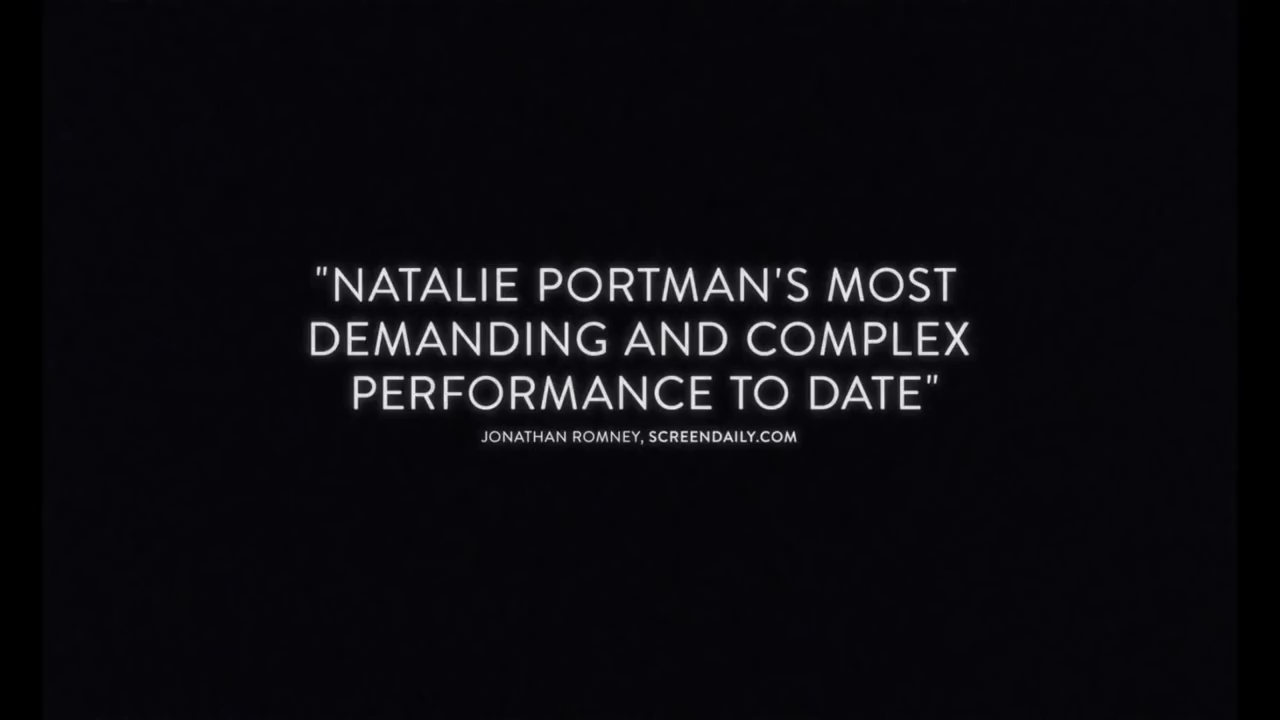 "NATALIE PORTMAN'S MOST
DEMANDING AND COMPLEX
PERFORMANCE TO DATE"
JONATHAN ROMNEY, SCREENDAILY.COM